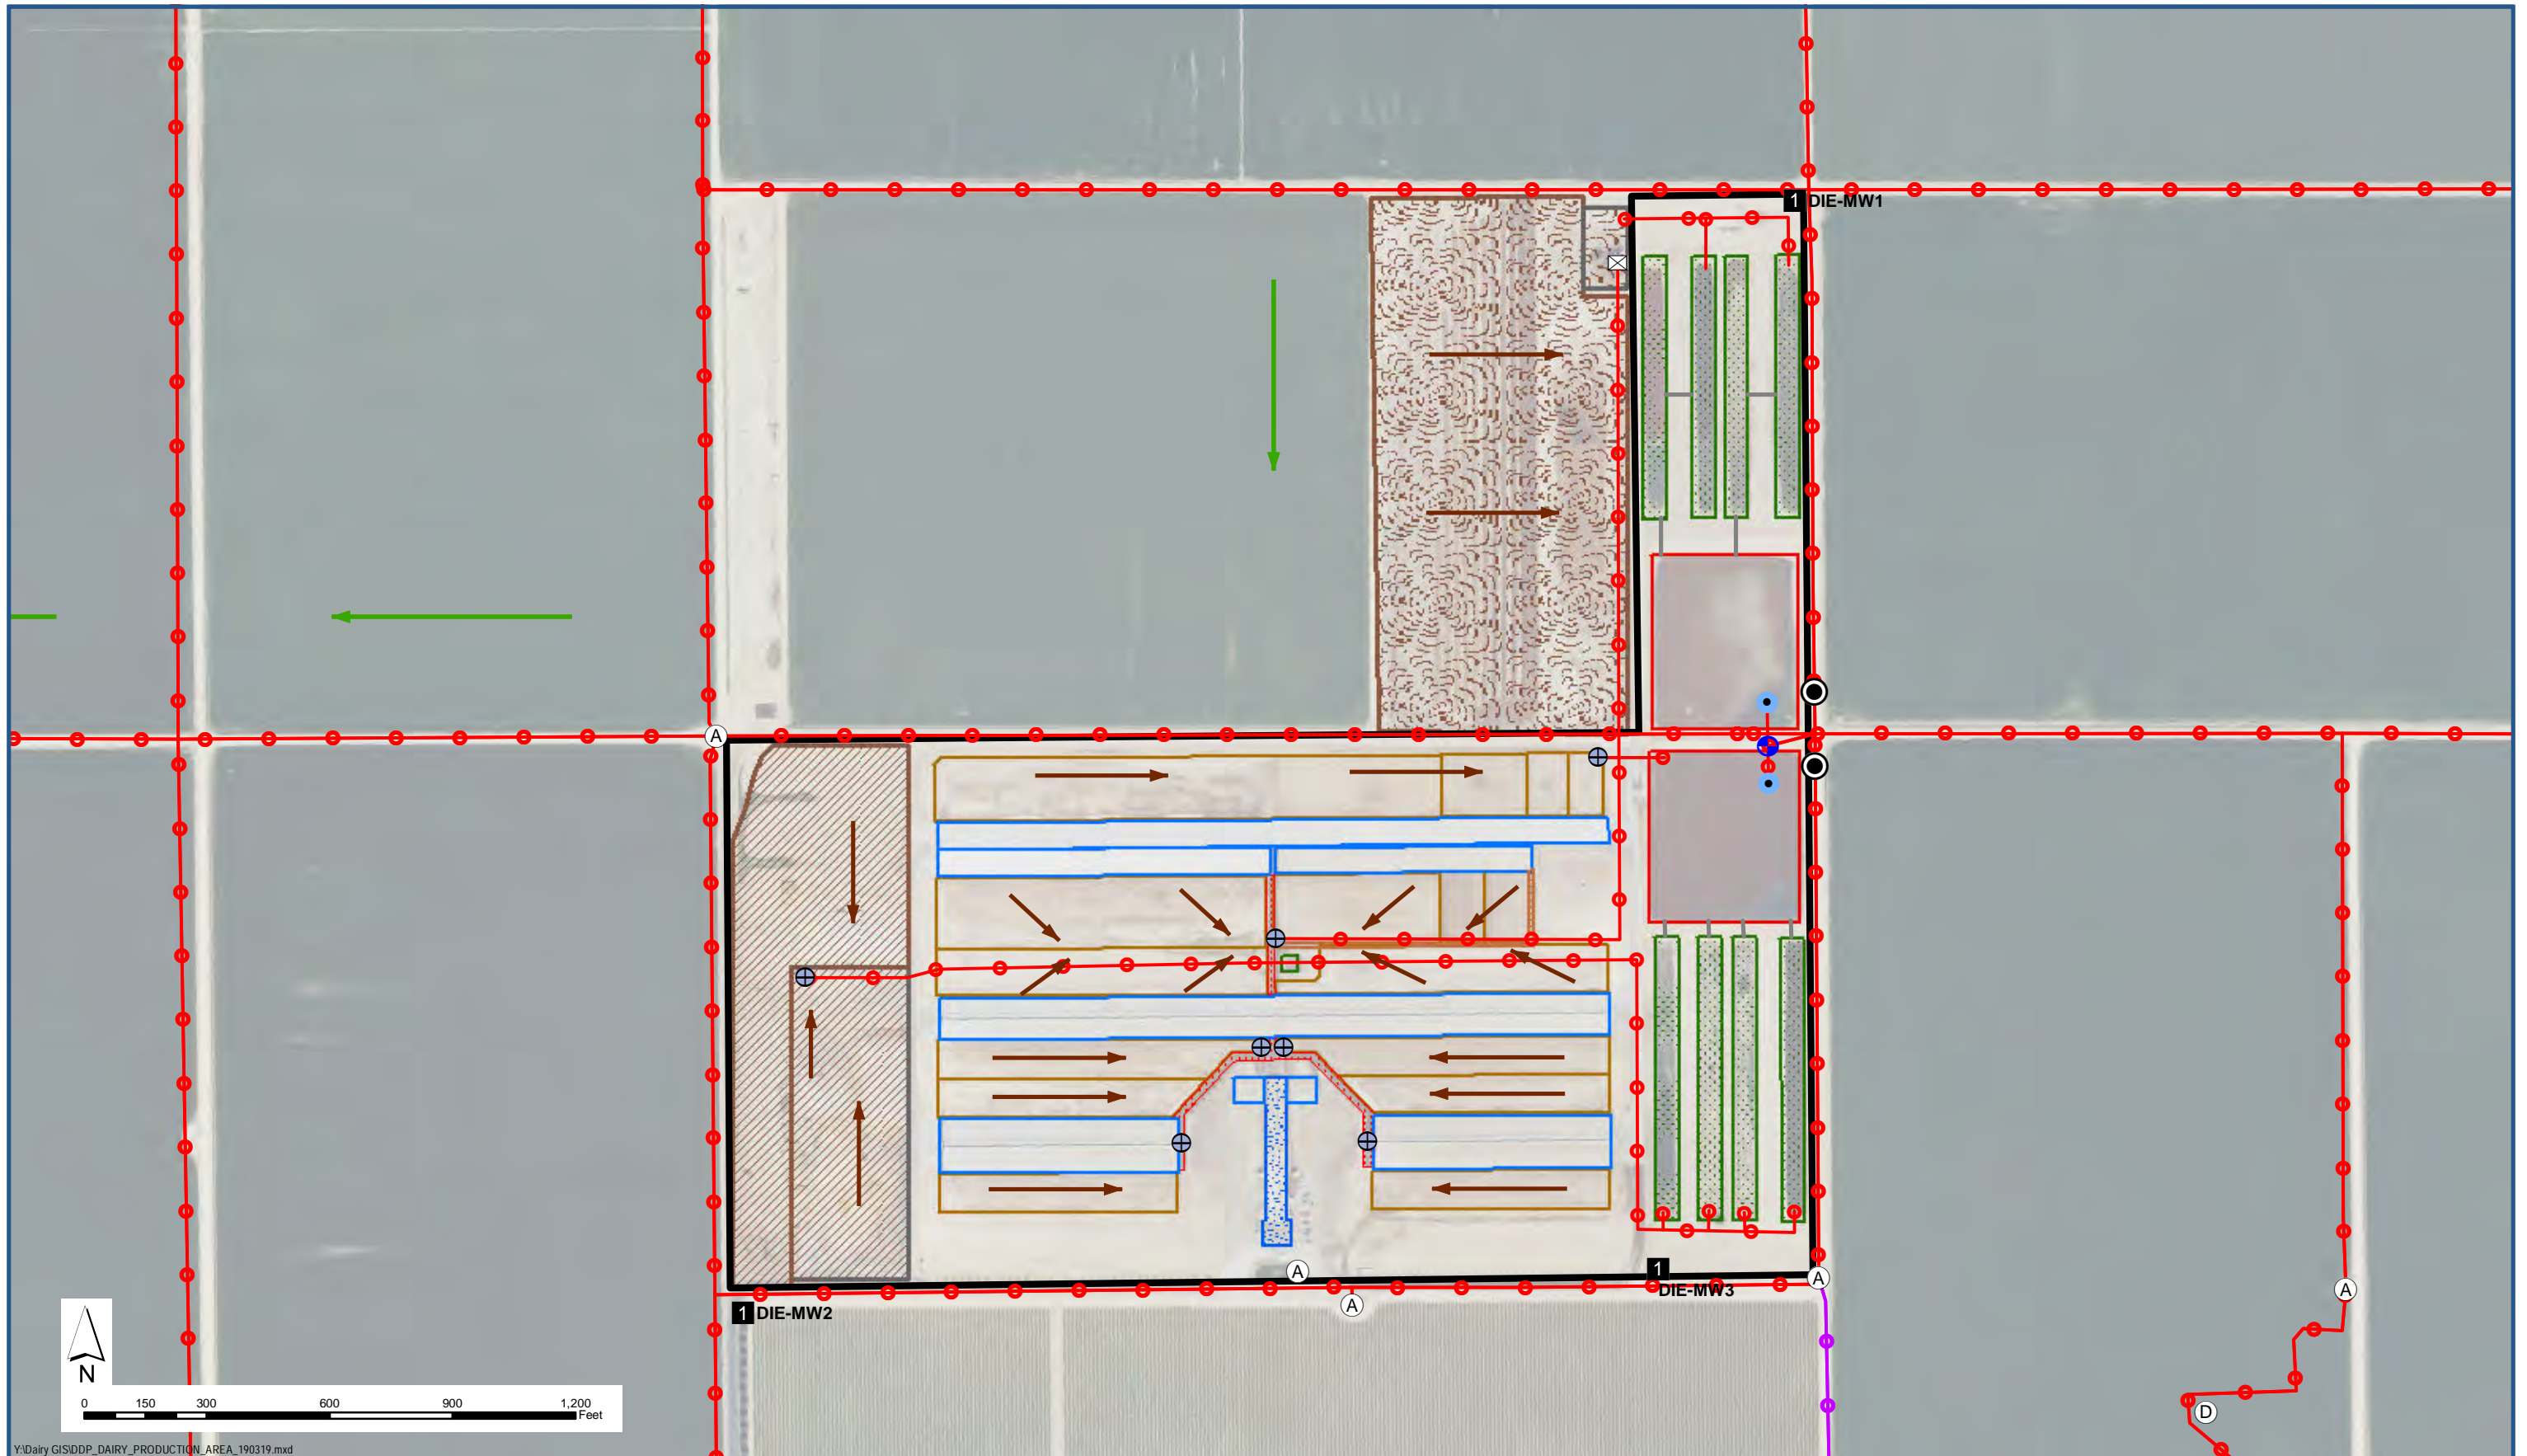 1 DIE-MW1
A
A
A
A
1
DIE-MW3
A
1 DIE-MW2
D
N
0 150 300 600 900 1,200
Feet
Y:\Dairy GIS\DDP_DAIRY_PRODUCTION_AREA_190319.mxd